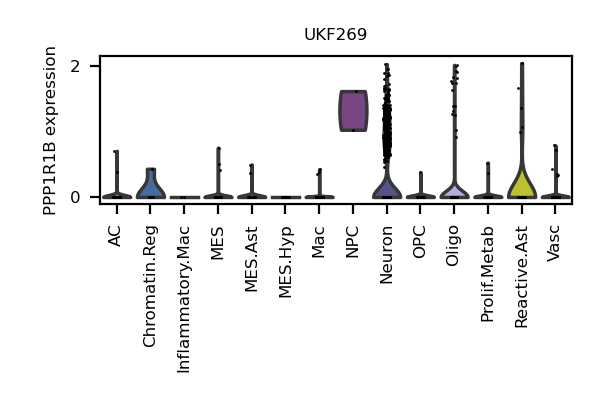 UKF269
PPP1R1B expression
2
0
AC
Chromatin.Reg
Inflammatory.Mac
MES
MES.Ast
MES.Hyp
Mac
NPC
Neuron
OPC
Oligo
Prolif.Metab
Reactive.Ast
Vasc